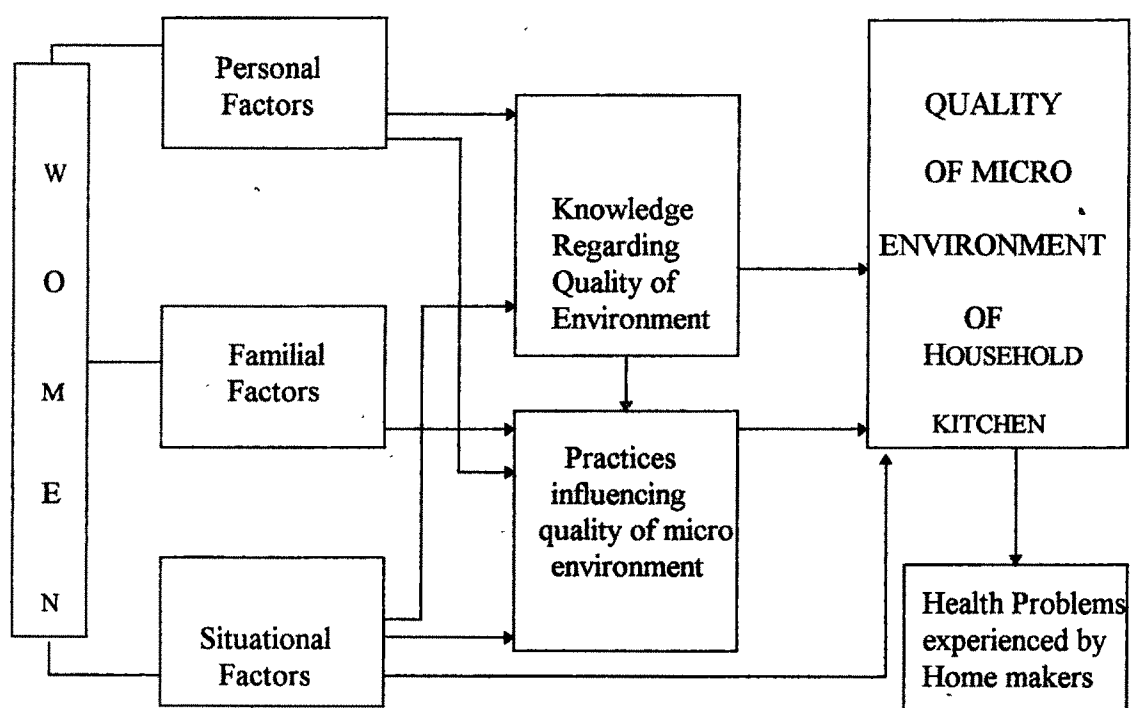 W
O
M
E
N
Personal
Factors
Familial
Factors
Situational
Factors
Knowledge
Regarding
Quality of
Environment
Practices
influencing
quality of micro
environment
QUALITY
OF MICRO
ENVIRONMENT
OF
HOUSEHOLD
KITCHEN
Health Problems
experienced by
Home makers